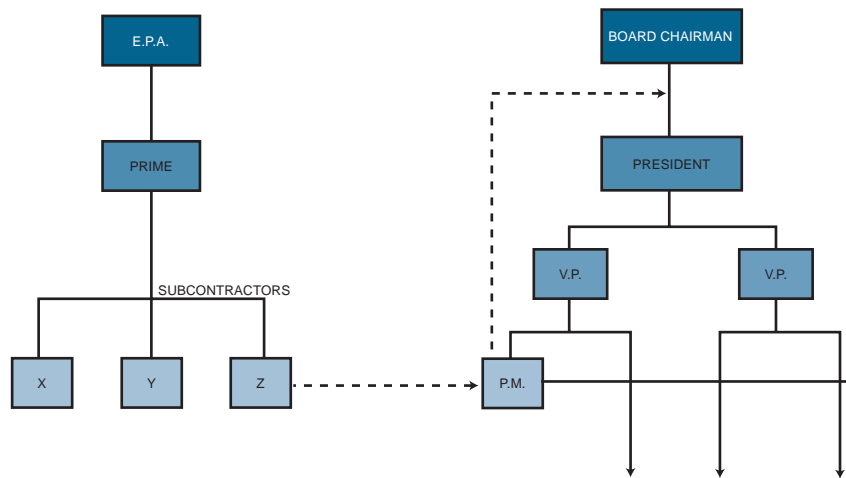 E.P.A.
BOARD CHAIRMAN
PRIME
PRESIDENT
V.P.
V.P.
SUBCONTRACTORS
X
Y
Z
P.M.